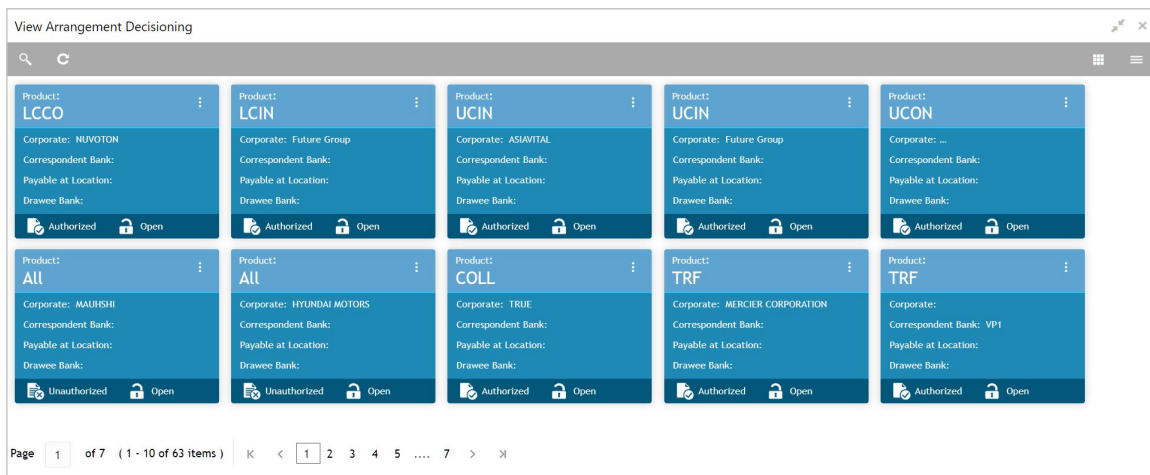 View Arrangement Decisioning
Product:
LCCO
Corporate: NUVOTON
Correspondent Bank:
Payable at Location:
Drawee Bank:
Authorized Open
Product:
LCIN
Corporate: Future Group
Correspondent Bank:
Payable at Location:
Drawee Bank:
Authorized Open
Product:
UCIN
Corporate: ASIAVITAL
Correspondent Bank:
Payable at Location:
Drawee Bank:
Authorized Open
Product:
UCIN
Corporate: Future Group
Correspondent Bank:
Payable at Location:
Drawee Bank:
Authorized Open
Product:
UCON
Corporate: ...
Correspondent Bank:
Payable at Location:
Drawee Bank:
Authorized Open
Product:
All
Corporate: MAUHSHI
Correspondent Bank:
Payable at Location:
Drawee Bank:
Unauthorized Open
Product:
All
Corporate: HYUNDAI MOTORS
Correspondent Bank:
Payable at Location:
Drawee Bank:
Unauthorized Open
Product:
COLL
Corporate: TRUE
Correspondent Bank:
Payable at Location:
Drawee Bank:
Authorized Open
Product:
TRF
Corporate: MERCIER CORPORATION
Correspondent Bank:
Payable at Location:
Drawee Bank:
Authorized Open
Product:
TRF
Corporate:
Correspondent Bank: VP1
Payable at Location:
Drawee Bank:
Authorized Open
Page 1 of 7 ( 1 - 10 of 63 items ) 1 2 3 4 5 .... 7